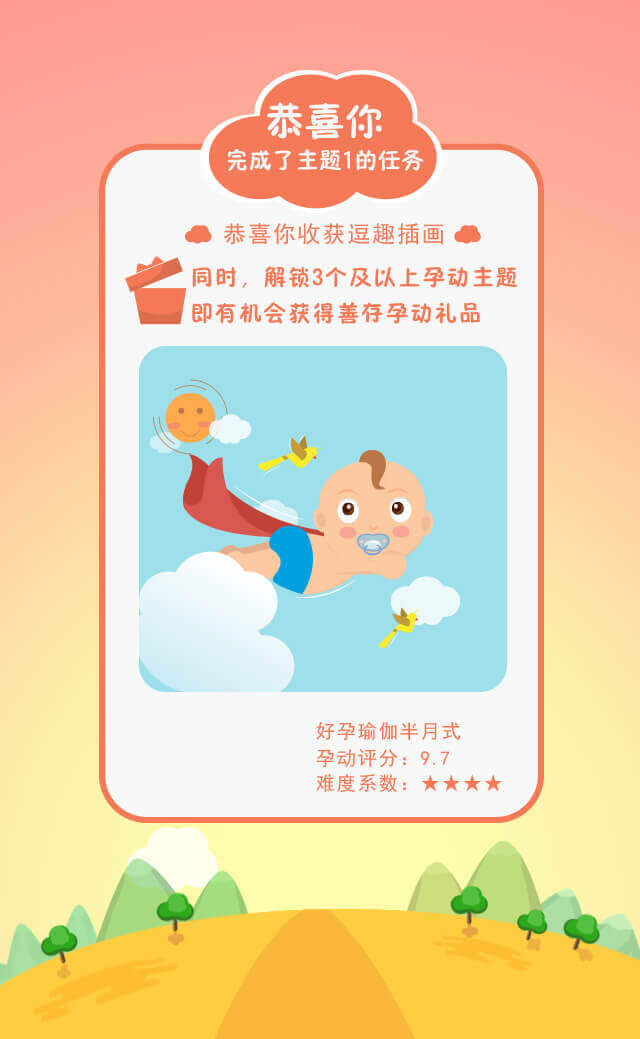 恭喜你
完成了主题1的任务
恭喜你收获逗趣插画
同时，解锁3个及以上孕动主题
即有机会获得善存孕动礼品
好孕瑜伽半月式
孕动评分：9.7
难度系数：★★★★